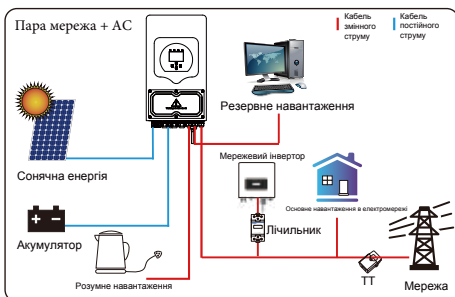 Пара мережа + AC
Кабель
змінного
струму
Кабель
постійного
струму
Резервне навантаження
Сонячна енергія
Мережевий інвертор
Основне навантаження в електромережі
Лічильник
Акумулятор
Розумне навантаження
ТТ
Мережа